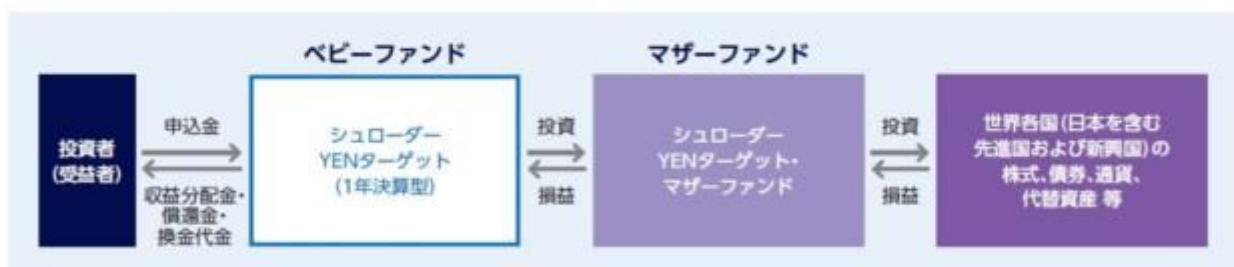 ベビーファンド
マザーファンド
投資者
(受益者)
申込金
収益分配金・
償還金・
換金代金
シュローダー
YENターゲット
(1年決算型)
投資
損益
シュローダー
YENターゲット・
マザーファンド
投資
損益
世界各国(日本を含む
先進国および新興国)の
株式、債券、通貨、
代替資産 等